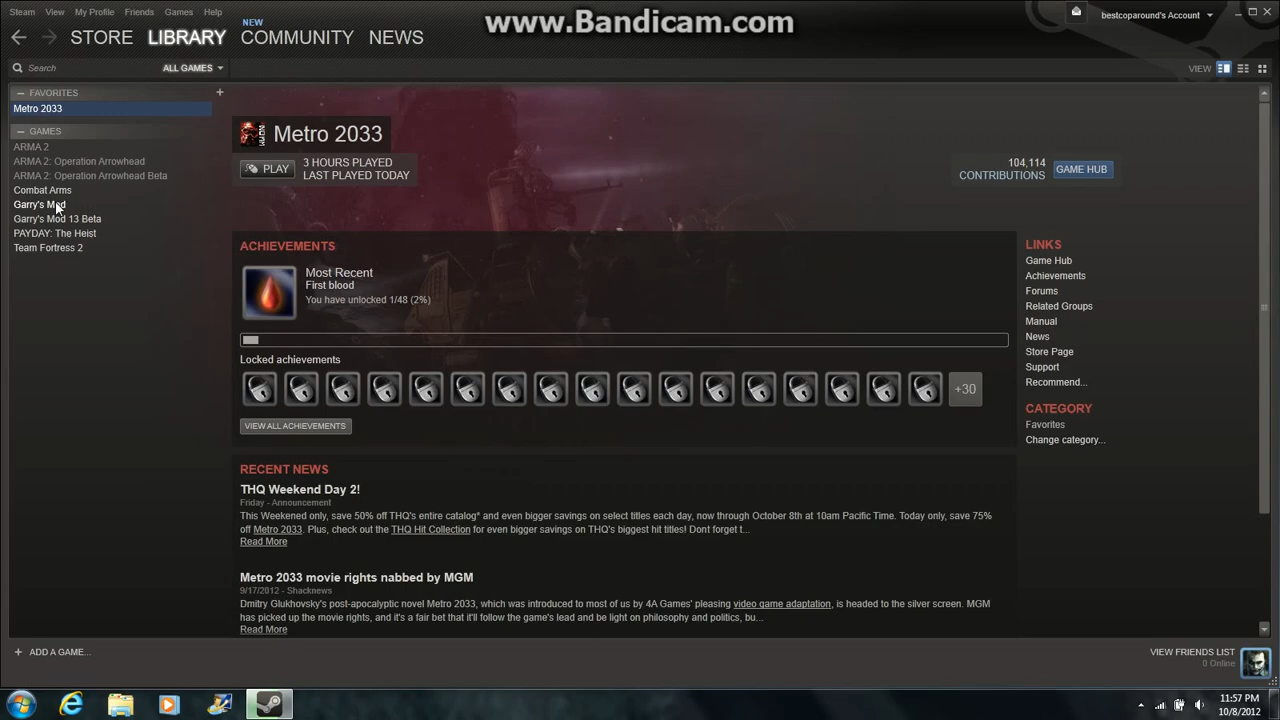 www.Bandicam.com
Steam View My Profile Friends Games Help
bestcoparound's Account
STORE LIBRARY NEW COMMUNITY NEWS
Search ALL GAMES VIEW
FAVORITES
Metro 2033
GAMES
ARMA 2
ARMA 2: Operation Arrowhead
ARMA 2: Operation Arrowhead Beta
Combat Arms
Garry's Mod
Garry's Mod 13 Beta
PAYDAY: The Heist
Team Fortress 2
Metro 2033
PLAY
3 HOURS PLAYED
LAST PLAYED TODAY
104,114
CONTRIBUTIONS
GAME HUB
ACHIEVEMENTS
Most Recent
First blood
You have unlocked 1/48 (2%)
Locked achievements
+30
VIEW ALL ACHIEVEMENTS
RECENT NEWS
THQ Weekend Day 2!
Friday - Announcement
This Weekened only, save 50% off THQ's entire catalog* and even bigger savings on select titles each day, now through October 8th at 10am Pacific Time. Today only, save 75%
off Metro 2033. Plus, check out the THQ Hit Collection for even bigger savings on THQ's biggest hit titles! Dont forget t...
Read More
Metro 2033 movie rights nabbed by MGM
9/17/2012 - Shacknews
Dmitry Glukhovsky's post-apocalyptic novel Metro 2033, which was introduced to most of us by 4A Games' pleasing video game adaptation, is headed to the silver screen. MGM
has picked up the movie rights, and it's a fair bet that it'll follow the game's lead and be light on philosophy and politics, bu...
Read More
LINKS
Game Hub
Achievements
Forums
Related Groups
Manual
News
Store Page
Support
Recommend...
CATEGORY
Favorites
Change category...
ADD A GAME...
VIEW FRIENDS LIST
0 Online
11:57 PM
10/8/2012